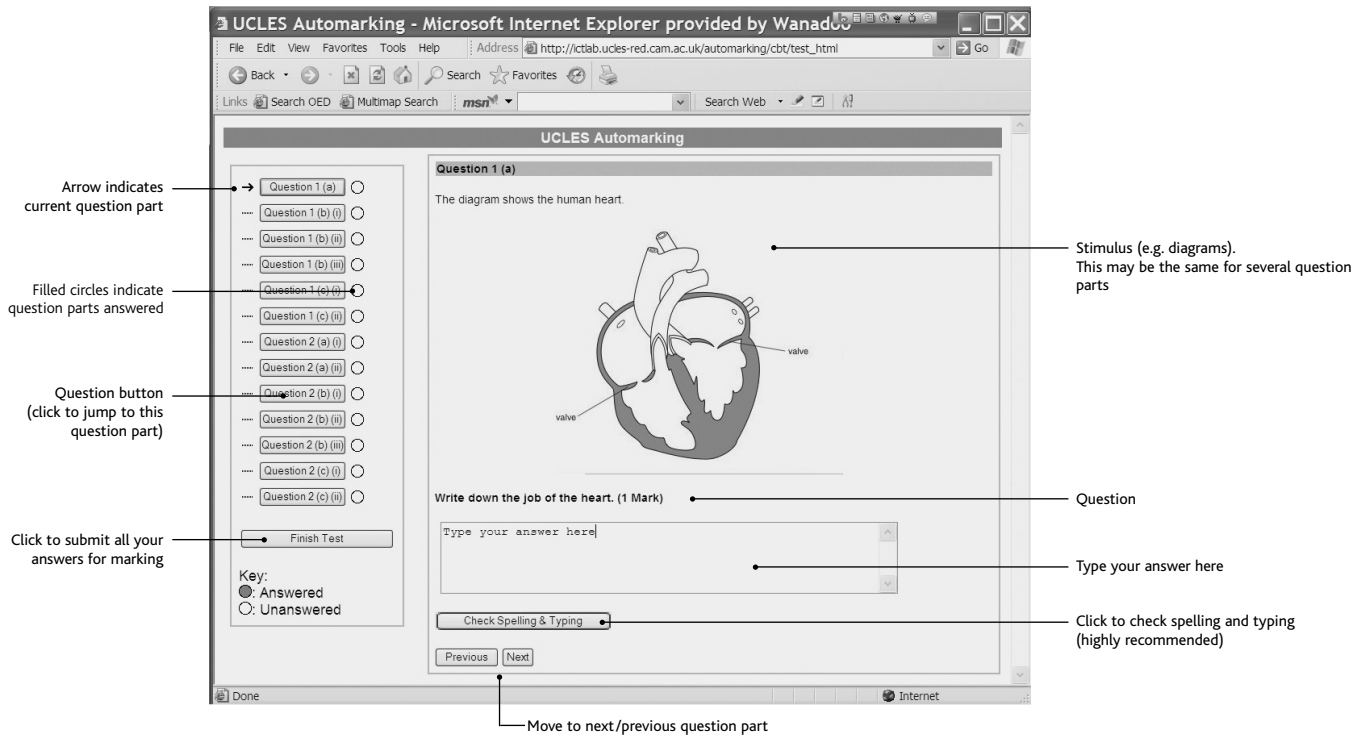 UCLES Automarking - Microsoft Internet Explorer provided by Wanadoo
File Edit View Favorites Tools Help Address http://ictlab.ucles-red.cam.ac.uk/automarking/cbt/test_html Go
Back Search Favorites
Links Search OED Multimap Search msn Search Web
UCLES Automarking
Arrow indicates
current question part
Filled circles indicate
question parts answered
Question button
(click to jump to this
question part)
Click to submit all your
answers for marking
Question 1 (a)
Question 1 (b) (i)
Question 1 (b) (ii)
Question 1 (b) (iii)
Question 1 (c) (i)
Question 1 (c) (ii)
Question 2 (a) (i)
Question 2 (a) (ii)
Question 2 (b) (i)
Question 2 (b) (ii)
Question 2 (b) (iii)
Question 2 (c) (i)
Question 2 (c) (ii)
Finish Test
Key:
: Answered
: Unanswered
Question 1 (a)
The diagram shows the human heart.
valve
valve
Write down the job of the heart. (1 Mark)
Type your answer here
Check Spelling & Typing
Previous Next
Stimulus (e.g. diagrams).
This may be the same for several question
parts
Question
Type your answer here
Click to check spelling and typing
(highly recommended)
Done Internet
Move to next/previous question part